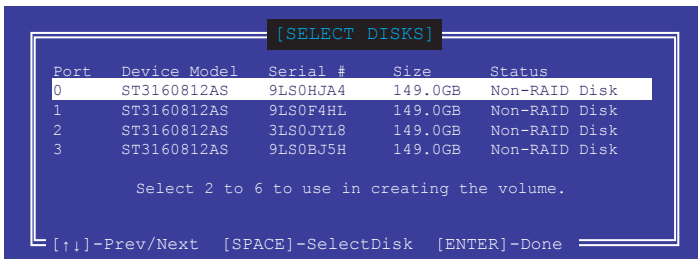 [SELECT DISKS]
Port Device Model Serial # Size Status
0 ST3160812AS 9LS0HJA4 149.0GB Non-RAID Disk
1 ST3160812AS 9LS0F4HL 149.0GB Non-RAID Disk
2 ST3160812AS 3LS0JYL8 149.0GB Non-RAID Disk
3 ST3160812AS 9LS0BJ5H 149.0GB Non-RAID Disk
Select 2 to 6 to use in creating the volume.
[↑↓]-Prev/Next [SPACE]-SelectDisk [ENTER]-Done